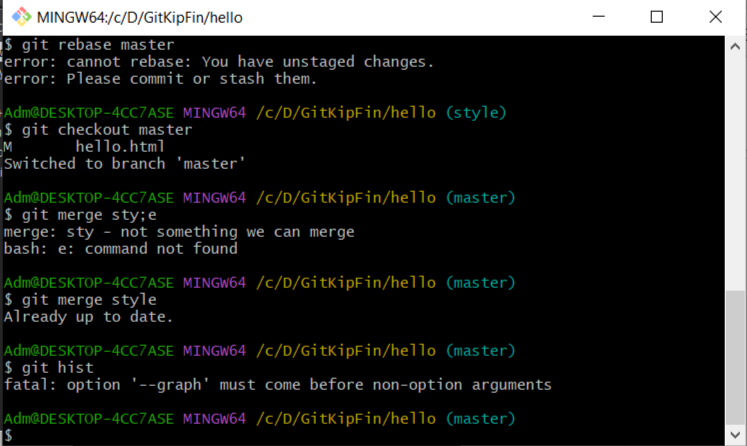 MINGW64:/c/D/GitKipFin/hello
$ git rebase master
error: cannot rebase: You have unstaged changes.
error: Please commit or stash them.
Adm@DESKTOP-4CC7ASE MINGW64 /c/D/GitKipFin/hello (style)
$ git checkout master
M       hello.html
Switched to branch 'master'
Adm@DESKTOP-4CC7ASE MINGW64 /c/D/GitKipFin/hello (master)
$ git merge sty;e
merge: sty - not something we can merge
bash: e: command not found
Adm@DESKTOP-4CC7ASE MINGW64 /c/D/GitKipFin/hello (master)
$ git merge style
Already up to date.
Adm@DESKTOP-4CC7ASE MINGW64 /c/D/GitKipFin/hello (master)
$ git hist
fatal: option '--graph' must come before non-option arguments
Adm@DESKTOP-4CC7ASE MINGW64 /c/D/GitKipFin/hello (master)
$